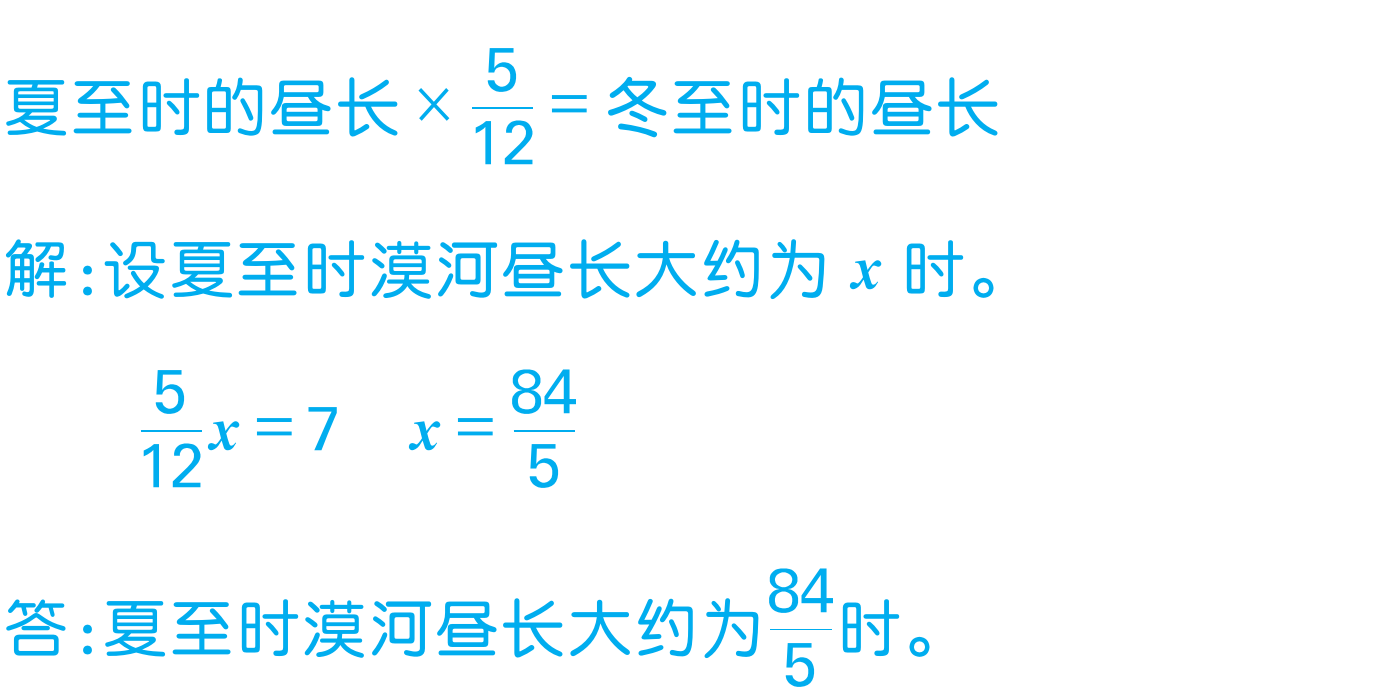 夏至时的昼长×5/12=冬至时的昼长
解:设夏至时漠河昼长大约为 x 时。
5/12x=7 x=84/5
答:夏至时漠河昼长大约为84/5时。